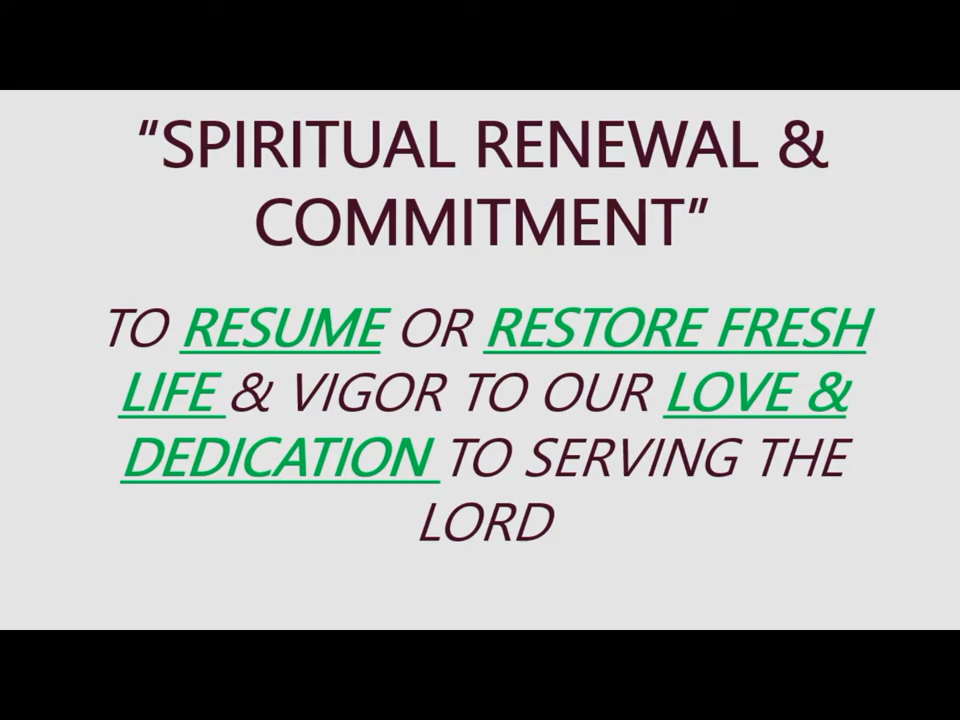 “SPIRITUAL RENEWAL &
COMMITMENT”
TO RESUME OR RESTORE FRESH
LIFE & VIGOR TO OUR LOVE &
DEDICATION TO SERVING THE
LORD